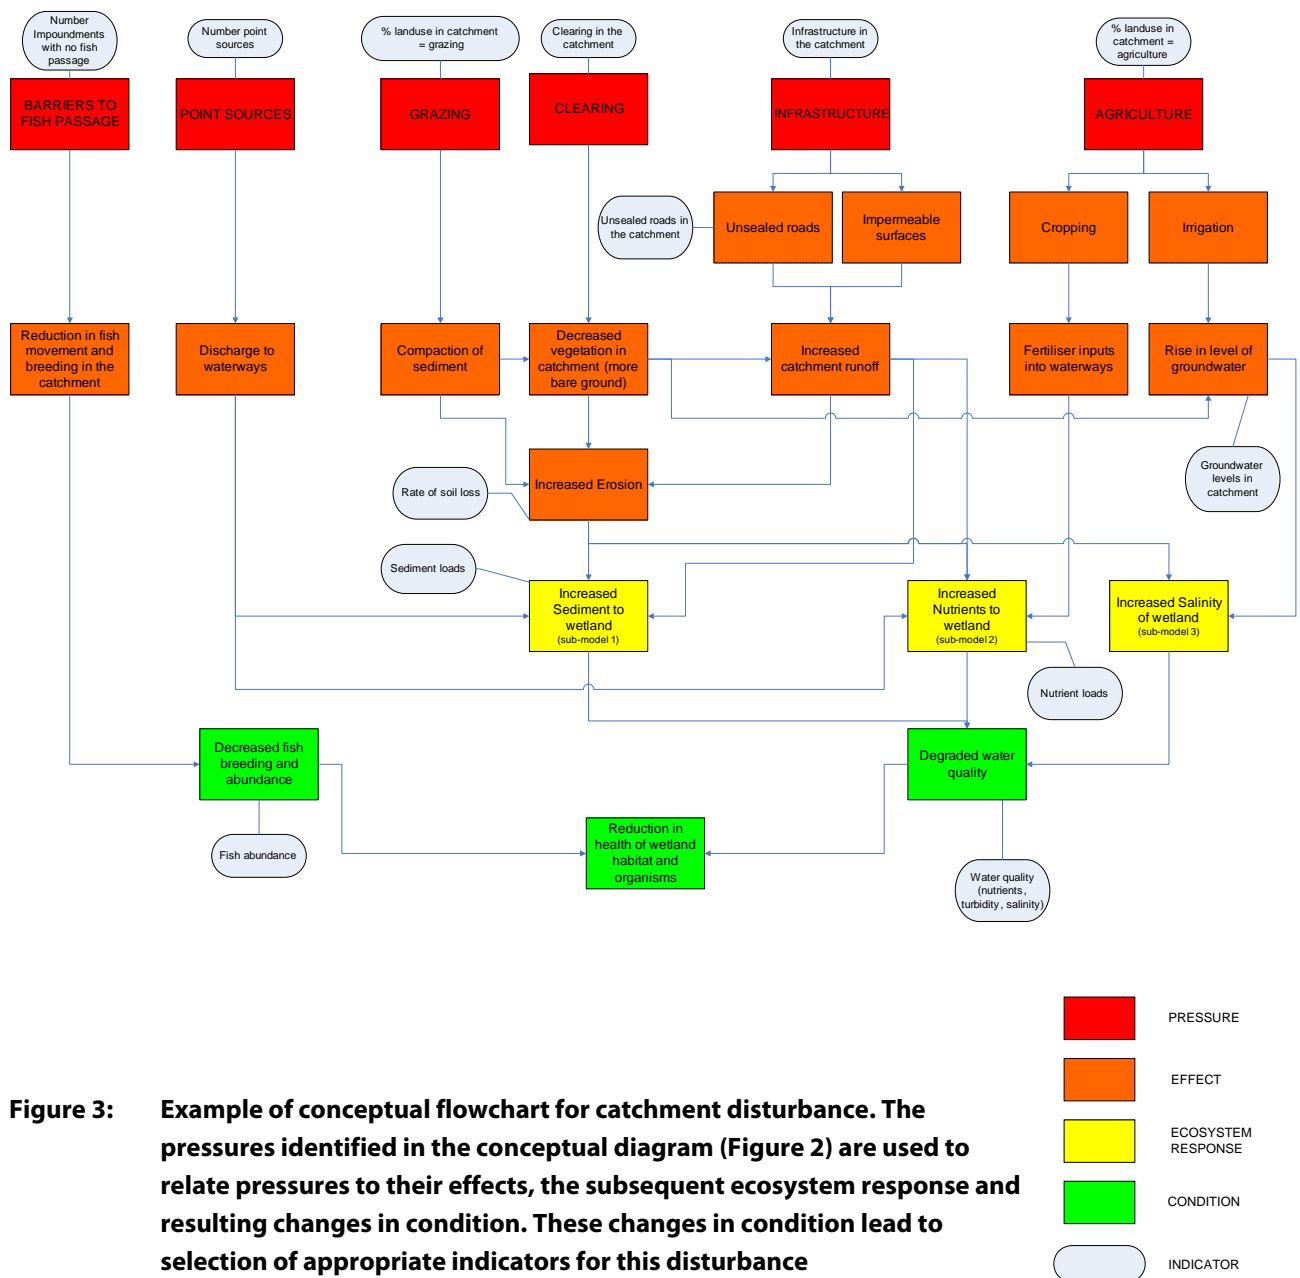 Number
Impoundments
with no fish
passage
Number point
sources
% landuse in catchment
= grazing
Clearing in the
catchment
Infrastructure in
the catchment
% landuse in
catchment =
agriculture
BARRIERS TO
FISH PASSAGE
POINT SOURCES
GRAZING
CLEARING
INFRASTRUCTURE
AGRICULTURE
Unsealed roads in
the catchment
Unsealed roads
Impermeable
surfaces
Cropping
Irrigation
Reduction in fish
movement and
breeding in the
catchment
Discharge to
waterways
Compaction of
sediment
Decreased
vegetation in
catchment (more
bare ground)
Increased
catchment runoff
Fertiliser inputs
into waterways
Rise in level of
groundwater
Groundwater
levels in
catchment
Rate of soil loss
Increased Erosion
Sediment loads
Increased
Sediment to
wetland
(sub-model 1)
Increased
Nutrients to
wetland
(sub-model 2)
Increased Salinity
of wetland
(sub-model 3)
Nutrient loads
Decreased fish
breeding and
abundance
Degraded water
quality
Fish abundance
Reduction in
health of wetland
habitat and
organisms
Water quality
(nutrients,
turbidity, salinity)
PRESSURE
EFFECT
ECOSYSTEM
RESPONSE
CONDITION
INDICATOR
Figure 3: Example of conceptual flowchart for catchment disturbance. The
pressures identified in the conceptual diagram (Figure 2) are used to
relate pressures to their effects, the subsequent ecosystem response and
resulting changes in condition. These changes in condition lead to
selection of appropriate indicators for this disturbance